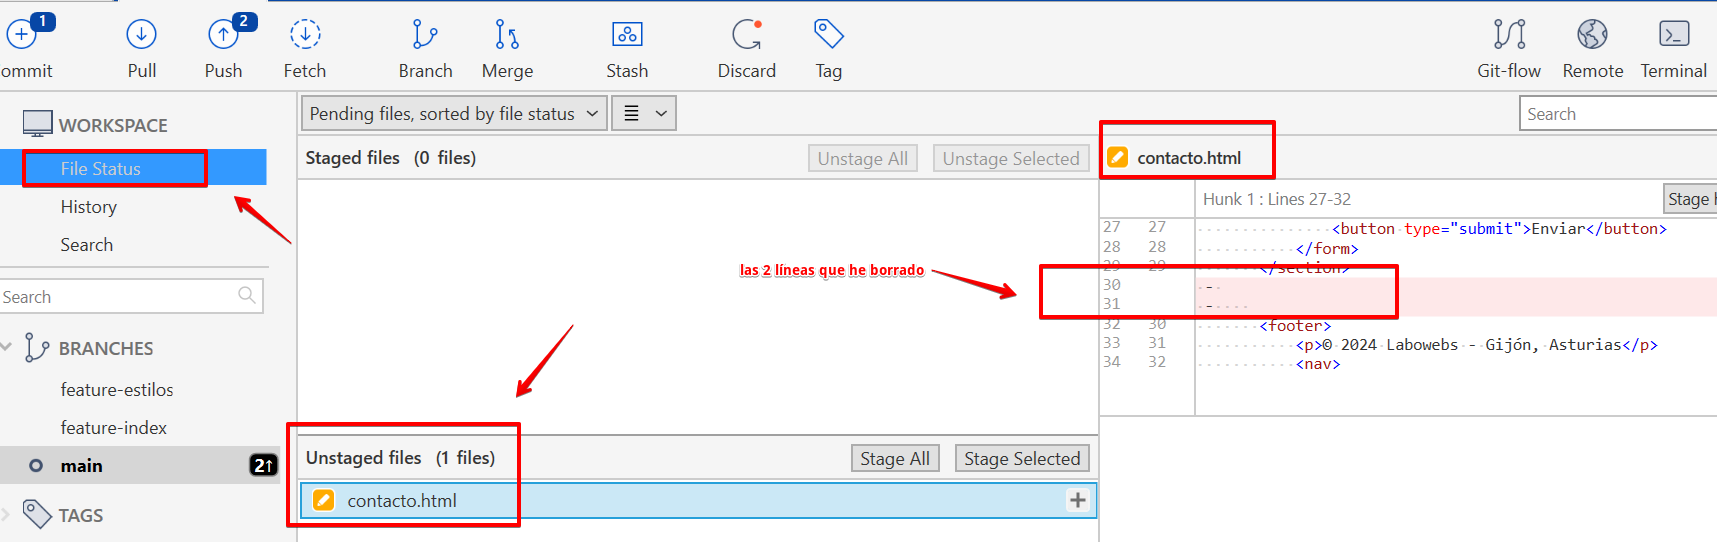 1
2
ommit
Pull
Push
Fetch
Branch
Merge
Stash
Discard
Tag
Git-flow
Remote
Terminal
WORKSPACE
File Status
History
Search
Search
BRANCHES
feature-estilos
feature-index
main
2↑
TAGS
Pending files, sorted by file status
Search
Staged files (0 files)
Unstage All
Unstage Selected
Unstaged files (1 files)
Stage All
Stage Selected
contacto.html
las 2 líneas que he borrado
contacto.html
Hunk 1 : Lines 27-32
Stage
27 27 <button type="submit">Enviar</button>
28 28 </form>
29 29 </section>
30 -
31 -
32 30 <footer>
33 31 <p>© 2024 Labowebs - Gijón, Asturias</p>
34 32 <nav>